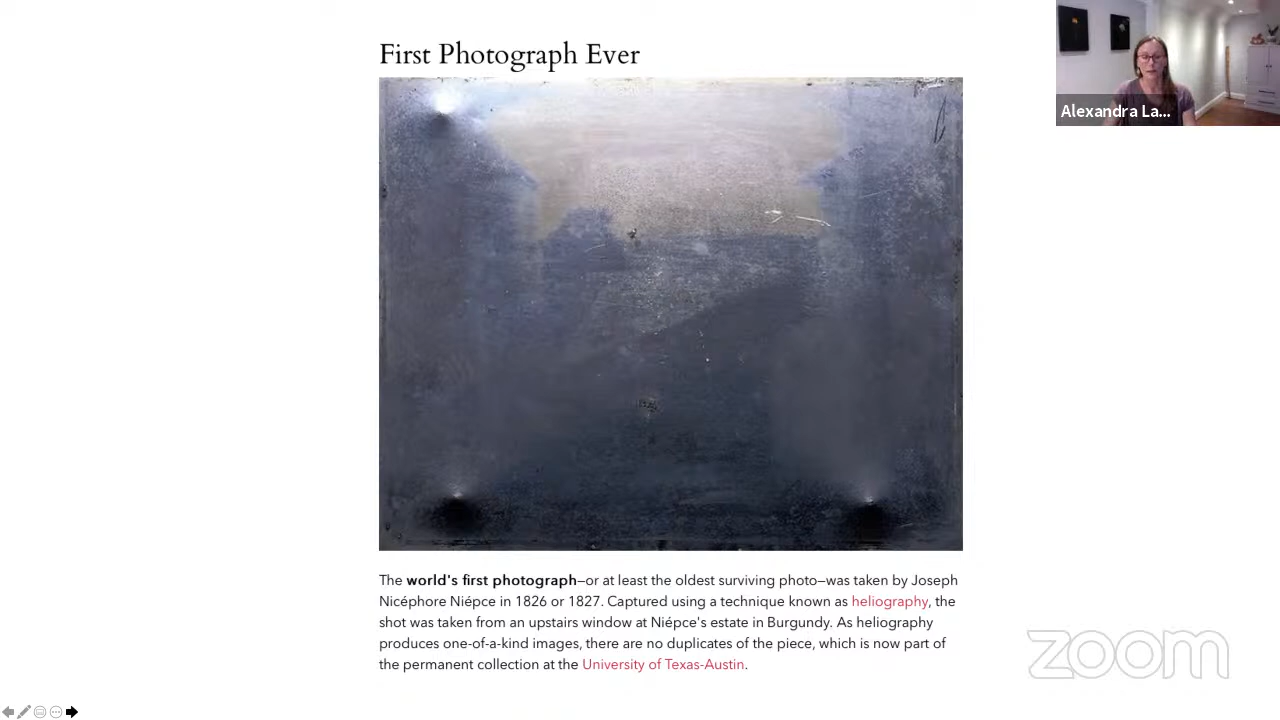 First Photograph Ever
Alexandra La...
The world's first photograph—or at least the oldest surviving photo—was taken by Joseph
Nicéphore Niépce in 1826 or 1827. Captured using a technique known as heliography, the
shot was taken from an upstairs window at Niépce's estate in Burgundy. As heliography
produces one-of-a-kind images, there are no duplicates of the piece, which is now part of
the permanent collection at the University of Texas-Austin.
zoom